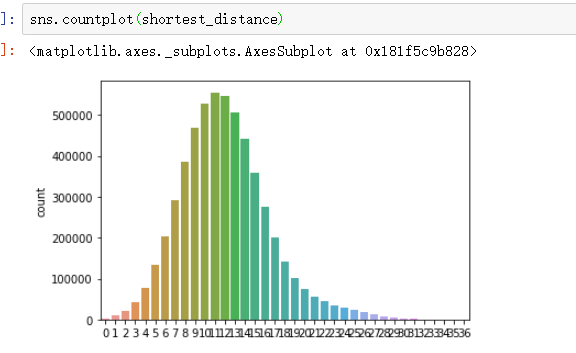 ]: sns.countplot(shortest_distance)
]: <matplotlib.axes._subplots.AxesSubplot at 0x181f5c9b828>
500000
400000
300000
200000
100000
0
count
0 1 2 3 4 5 6 7 8 9 10 11 12 13 14 15 16 17 18 19 20 21 22 23 24 25 26 27 28 29 30 31 32 33 34 35 36